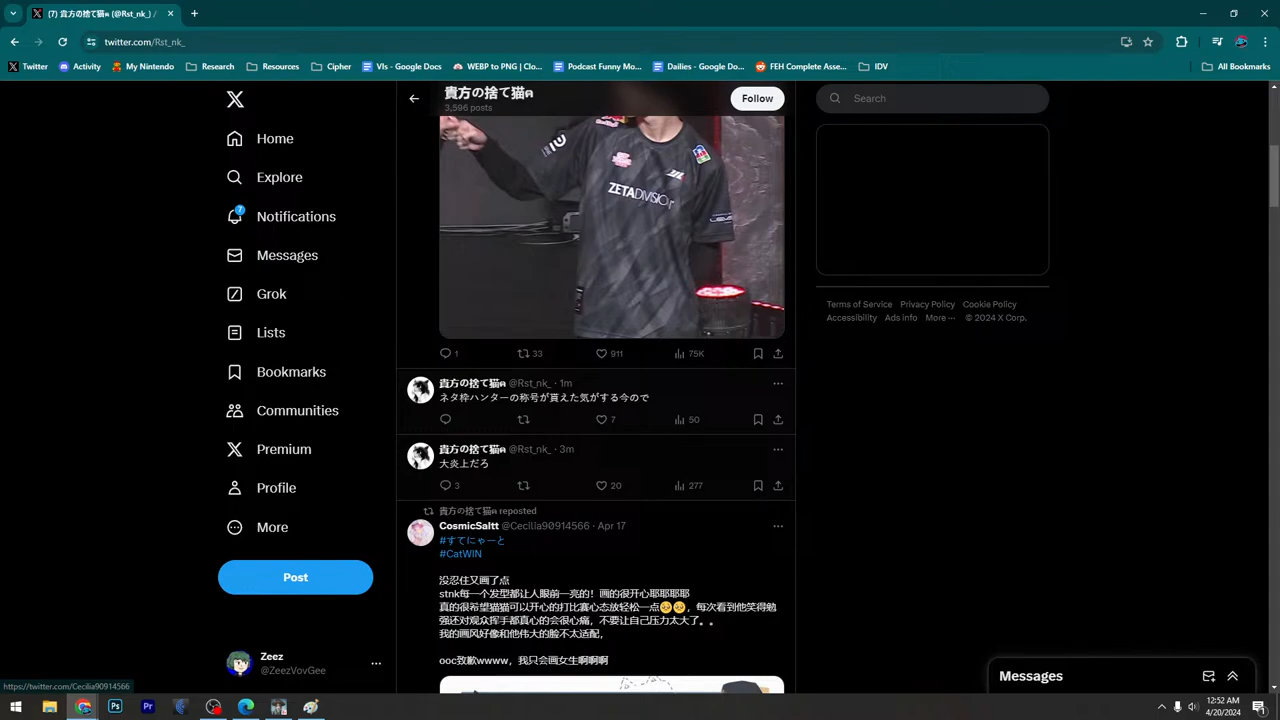 (7) 貴方の捨て猫ฅ (@Rst_nk_) /
twitter.com/Rst_nk_
Twitter
Activity
My Nintendo
Research
Resources
Cipher
VIs - Google Docs
WEBP to PNG | Clo...
Podcast Funny Mo...
Dailies - Google Do...
FEH Complete Asse...
IDV
All Bookmarks
貴方の捨て猫ฅ
3,596 posts
Follow
Search
Home
Explore
7
Notifications
Messages
Grok
Lists
Bookmarks
Communities
Premium
Profile
More
Post
Zeez
@ZeezVovGee
ZETADIVISION
1 33 911 75K
貴方の捨て猫ฅ @Rst_nk_ · 1m
ネタ枠ハンターの称号が貰えた気がする今ので
7 50
貴方の捨て猫ฅ @Rst_nk_ · 3m
大炎上だろ
3 20 277
貴方の捨て猫ฅ reposted
CosmicSaltt @Cecilia90914566 · Apr 17
#すてにゃーと
#CatWIN
没忍住又画了点
stnk每一个发型都让人眼前一亮的！画的很开心耶耶耶耶
真的很希望猫猫可以开心的打比赛心态放轻松一点🥺🥺，每次看到他笑得勉
强还对观众挥手都真心的会很心痛，不要让自己压力太大了。。
我的画风好像和他伟大的脸不太适配，
ooc致歉wwww，我只会画女生啊啊啊
Terms of Service Privacy Policy Cookie Policy
Accessibility Ads info More ··· © 2024 X Corp.
Messages
https://twitter.com/Cecilia90914566
12:52 AM
4/20/2024
1